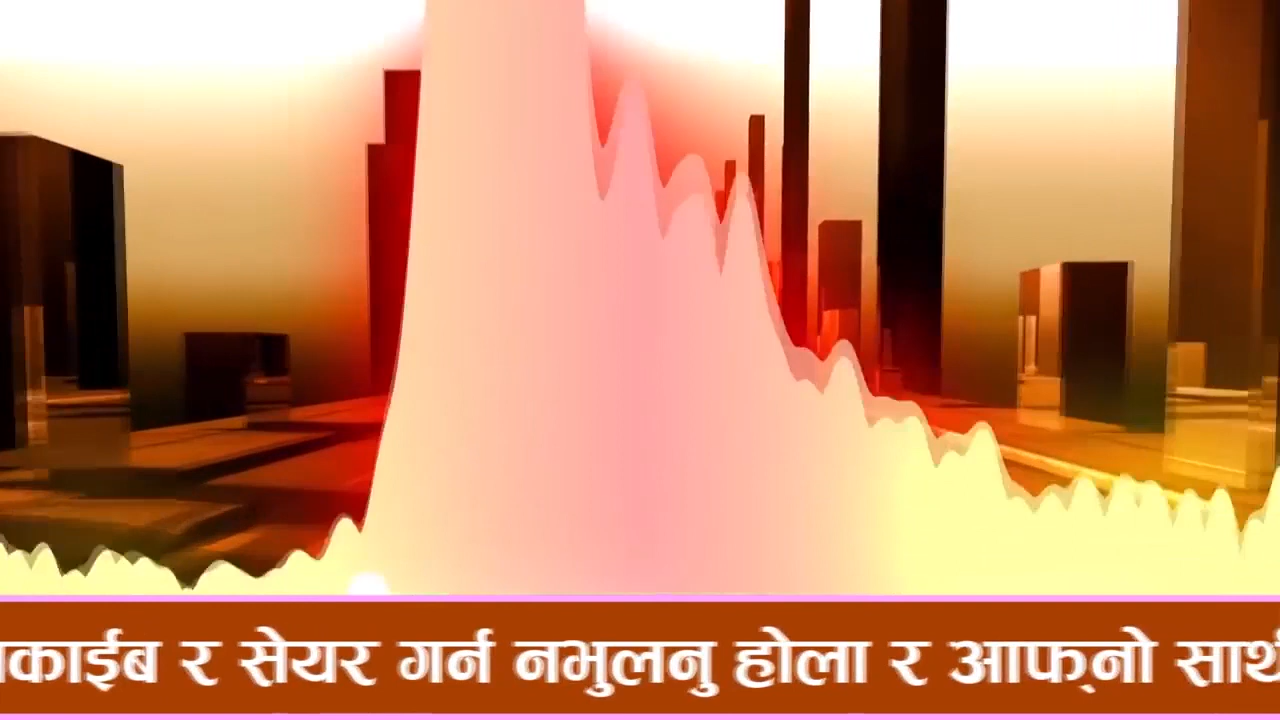 काईब र सेयर गर्न नभुलनु होला र आफ्नो